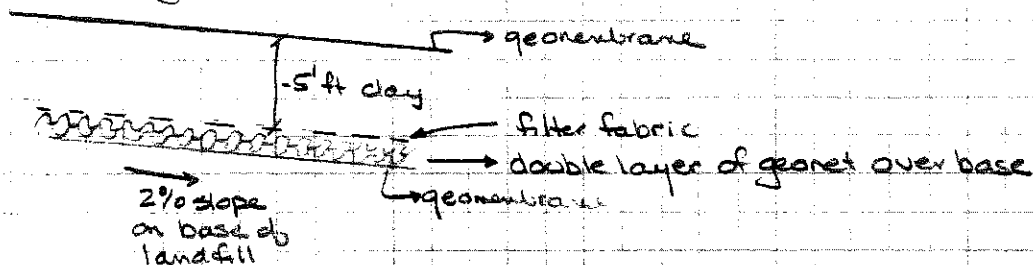 geomembrane
-5' ft clay
filter fabric
double layer of geonet over base
geomembrane
2% slope
on base of
landfill